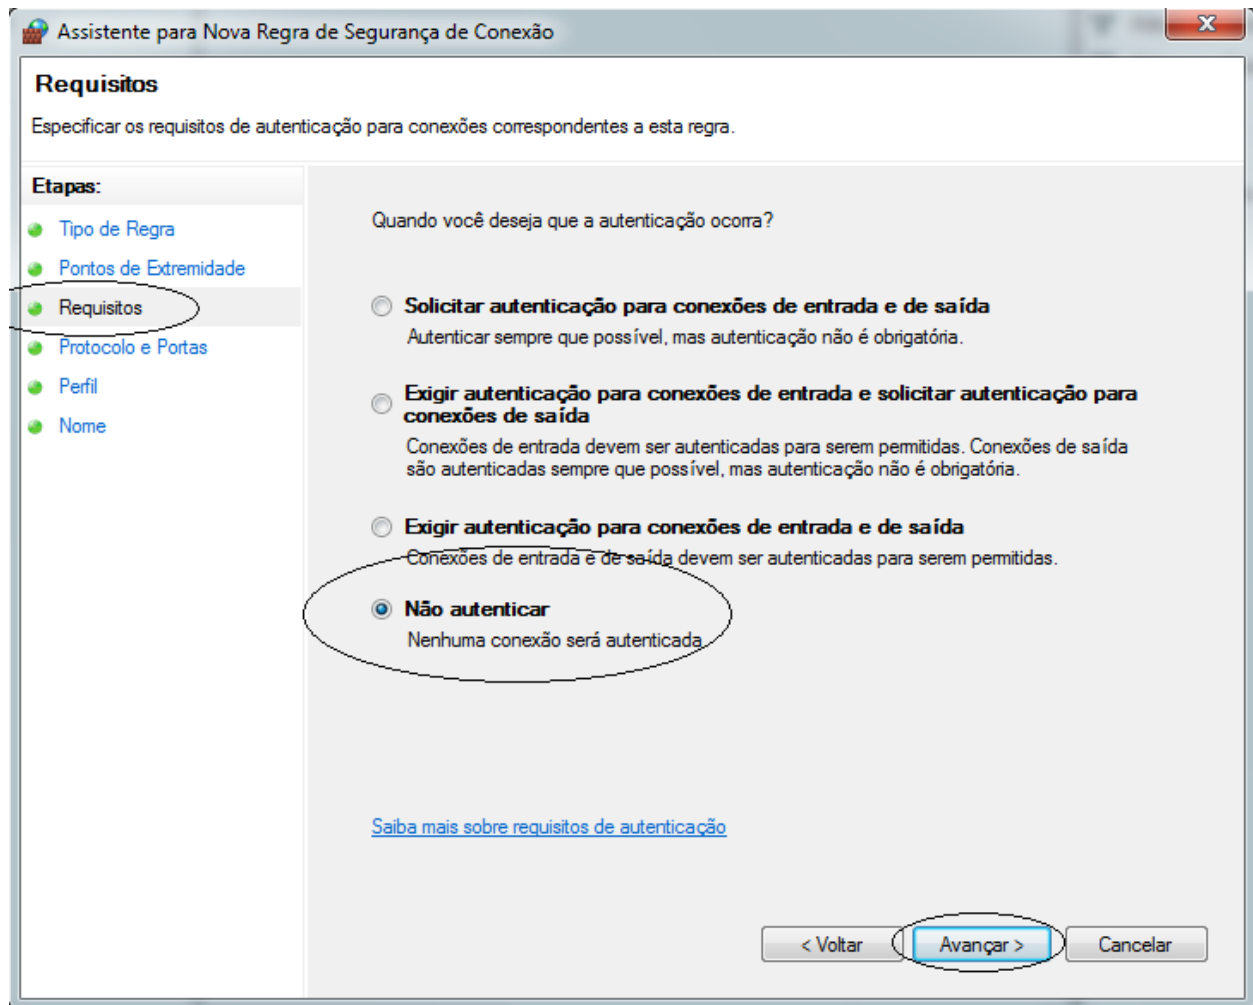 Assistente para Nova Regra de Segurança de Conexão
Requisitos
Especificar os requisitos de autenticação para conexões correspondentes a esta regra.
Etapas:
Tipo de Regra
Pontos de Extremidade
Requisitos
Protocolo e Portas
Perfil
Nome
Quando você deseja que a autenticação ocorra?
Solicitar autenticação para conexões de entrada e de saída
Autenticar sempre que possível, mas autenticação não é obrigatória.
Exigir autenticação para conexões de entrada e solicitar autenticação para
conexões de saída
Conexões de entrada devem ser autenticadas para serem permitidas. Conexões de saída
são autenticadas sempre que possível, mas autenticação não é obrigatória.
Exigir autenticação para conexões de entrada e de saída
Conexões de entrada e de saída devem ser autenticadas para serem permitidas.
Não autenticar
Nenhuma conexão será autenticada.
Saiba mais sobre requisitos de autenticação
< Voltar
Avançar >
Cancelar